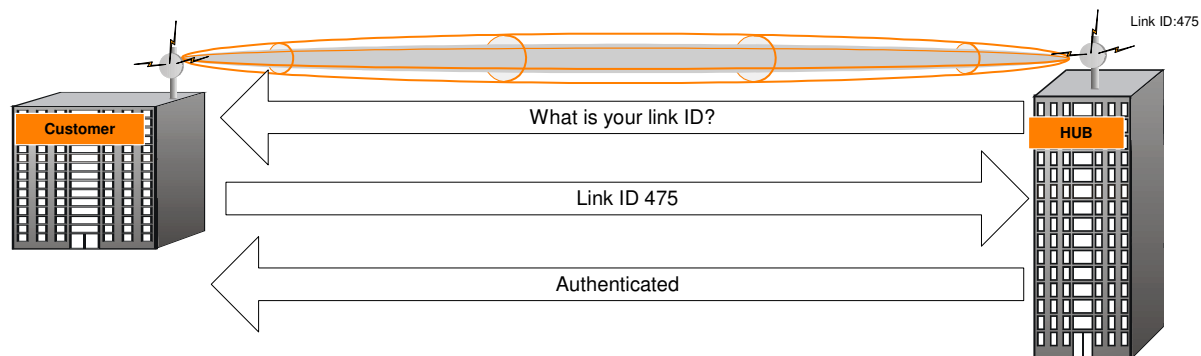 Link ID:475
What is your link ID?
Customer
HUB
Link ID 475
Authenticated